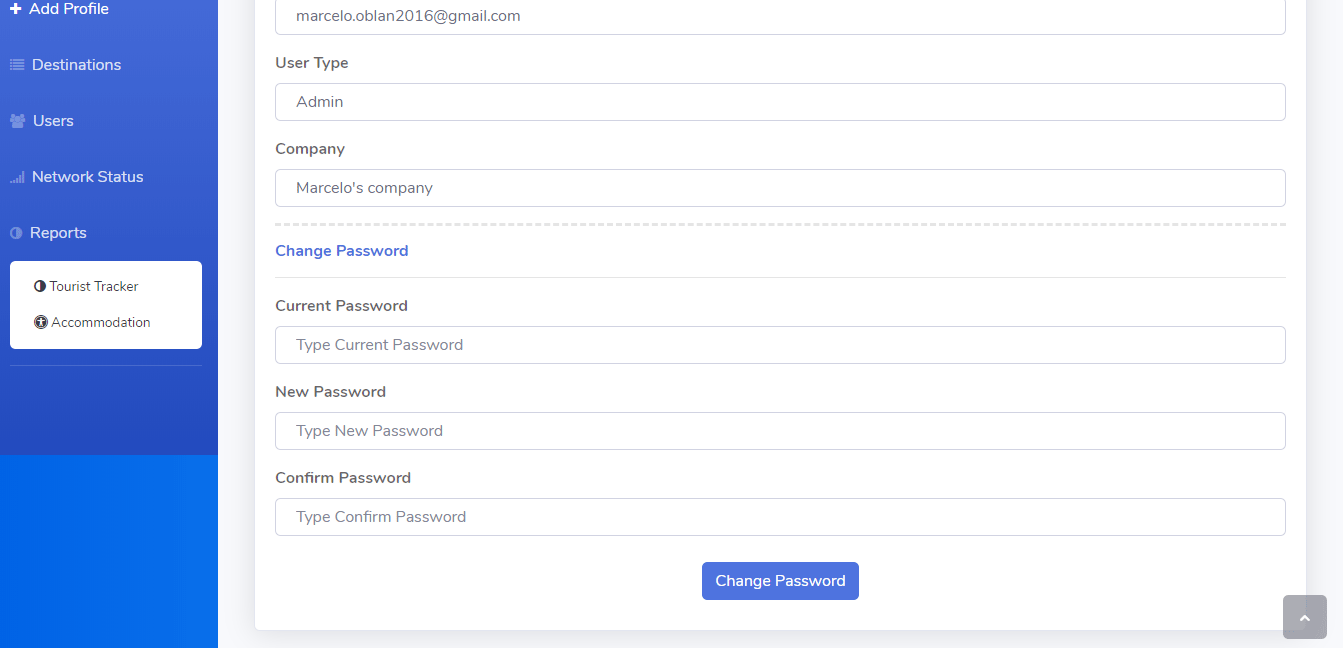 Add Profile
Destinations
Users
Network Status
Reports
Tourist Tracker
Accommodation
marcelo.oblan2016@gmail.com
User Type
Admin
Company
Marcelo's company
Change Password
Current Password
Type Current Password
New Password
Type New Password
Confirm Password
Type Confirm Password
Change Password